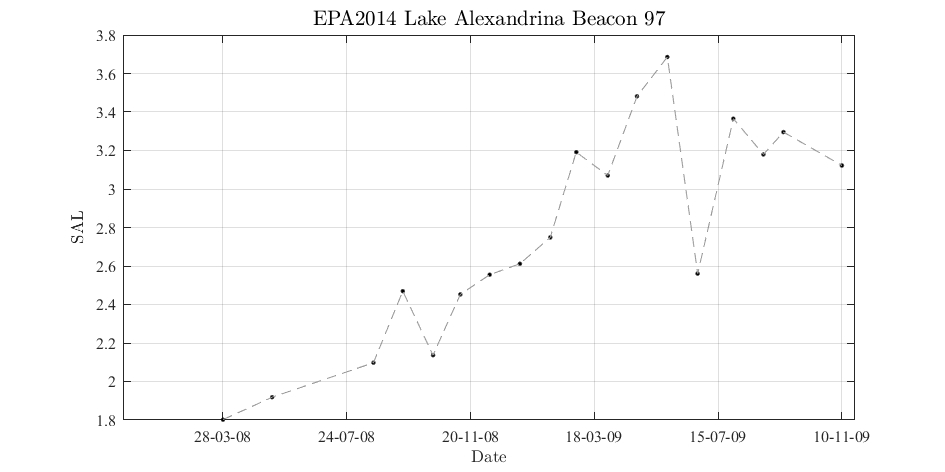 EPA2014 Lake Alexandrina Beacon 97
3.8
3.6
3.4
3.2
3
2.8
2.6
2.4
2.2
2
1.8
SAL
28-03-08 24-07-08 20-11-08 18-03-09 15-07-09 10-11-09
Date